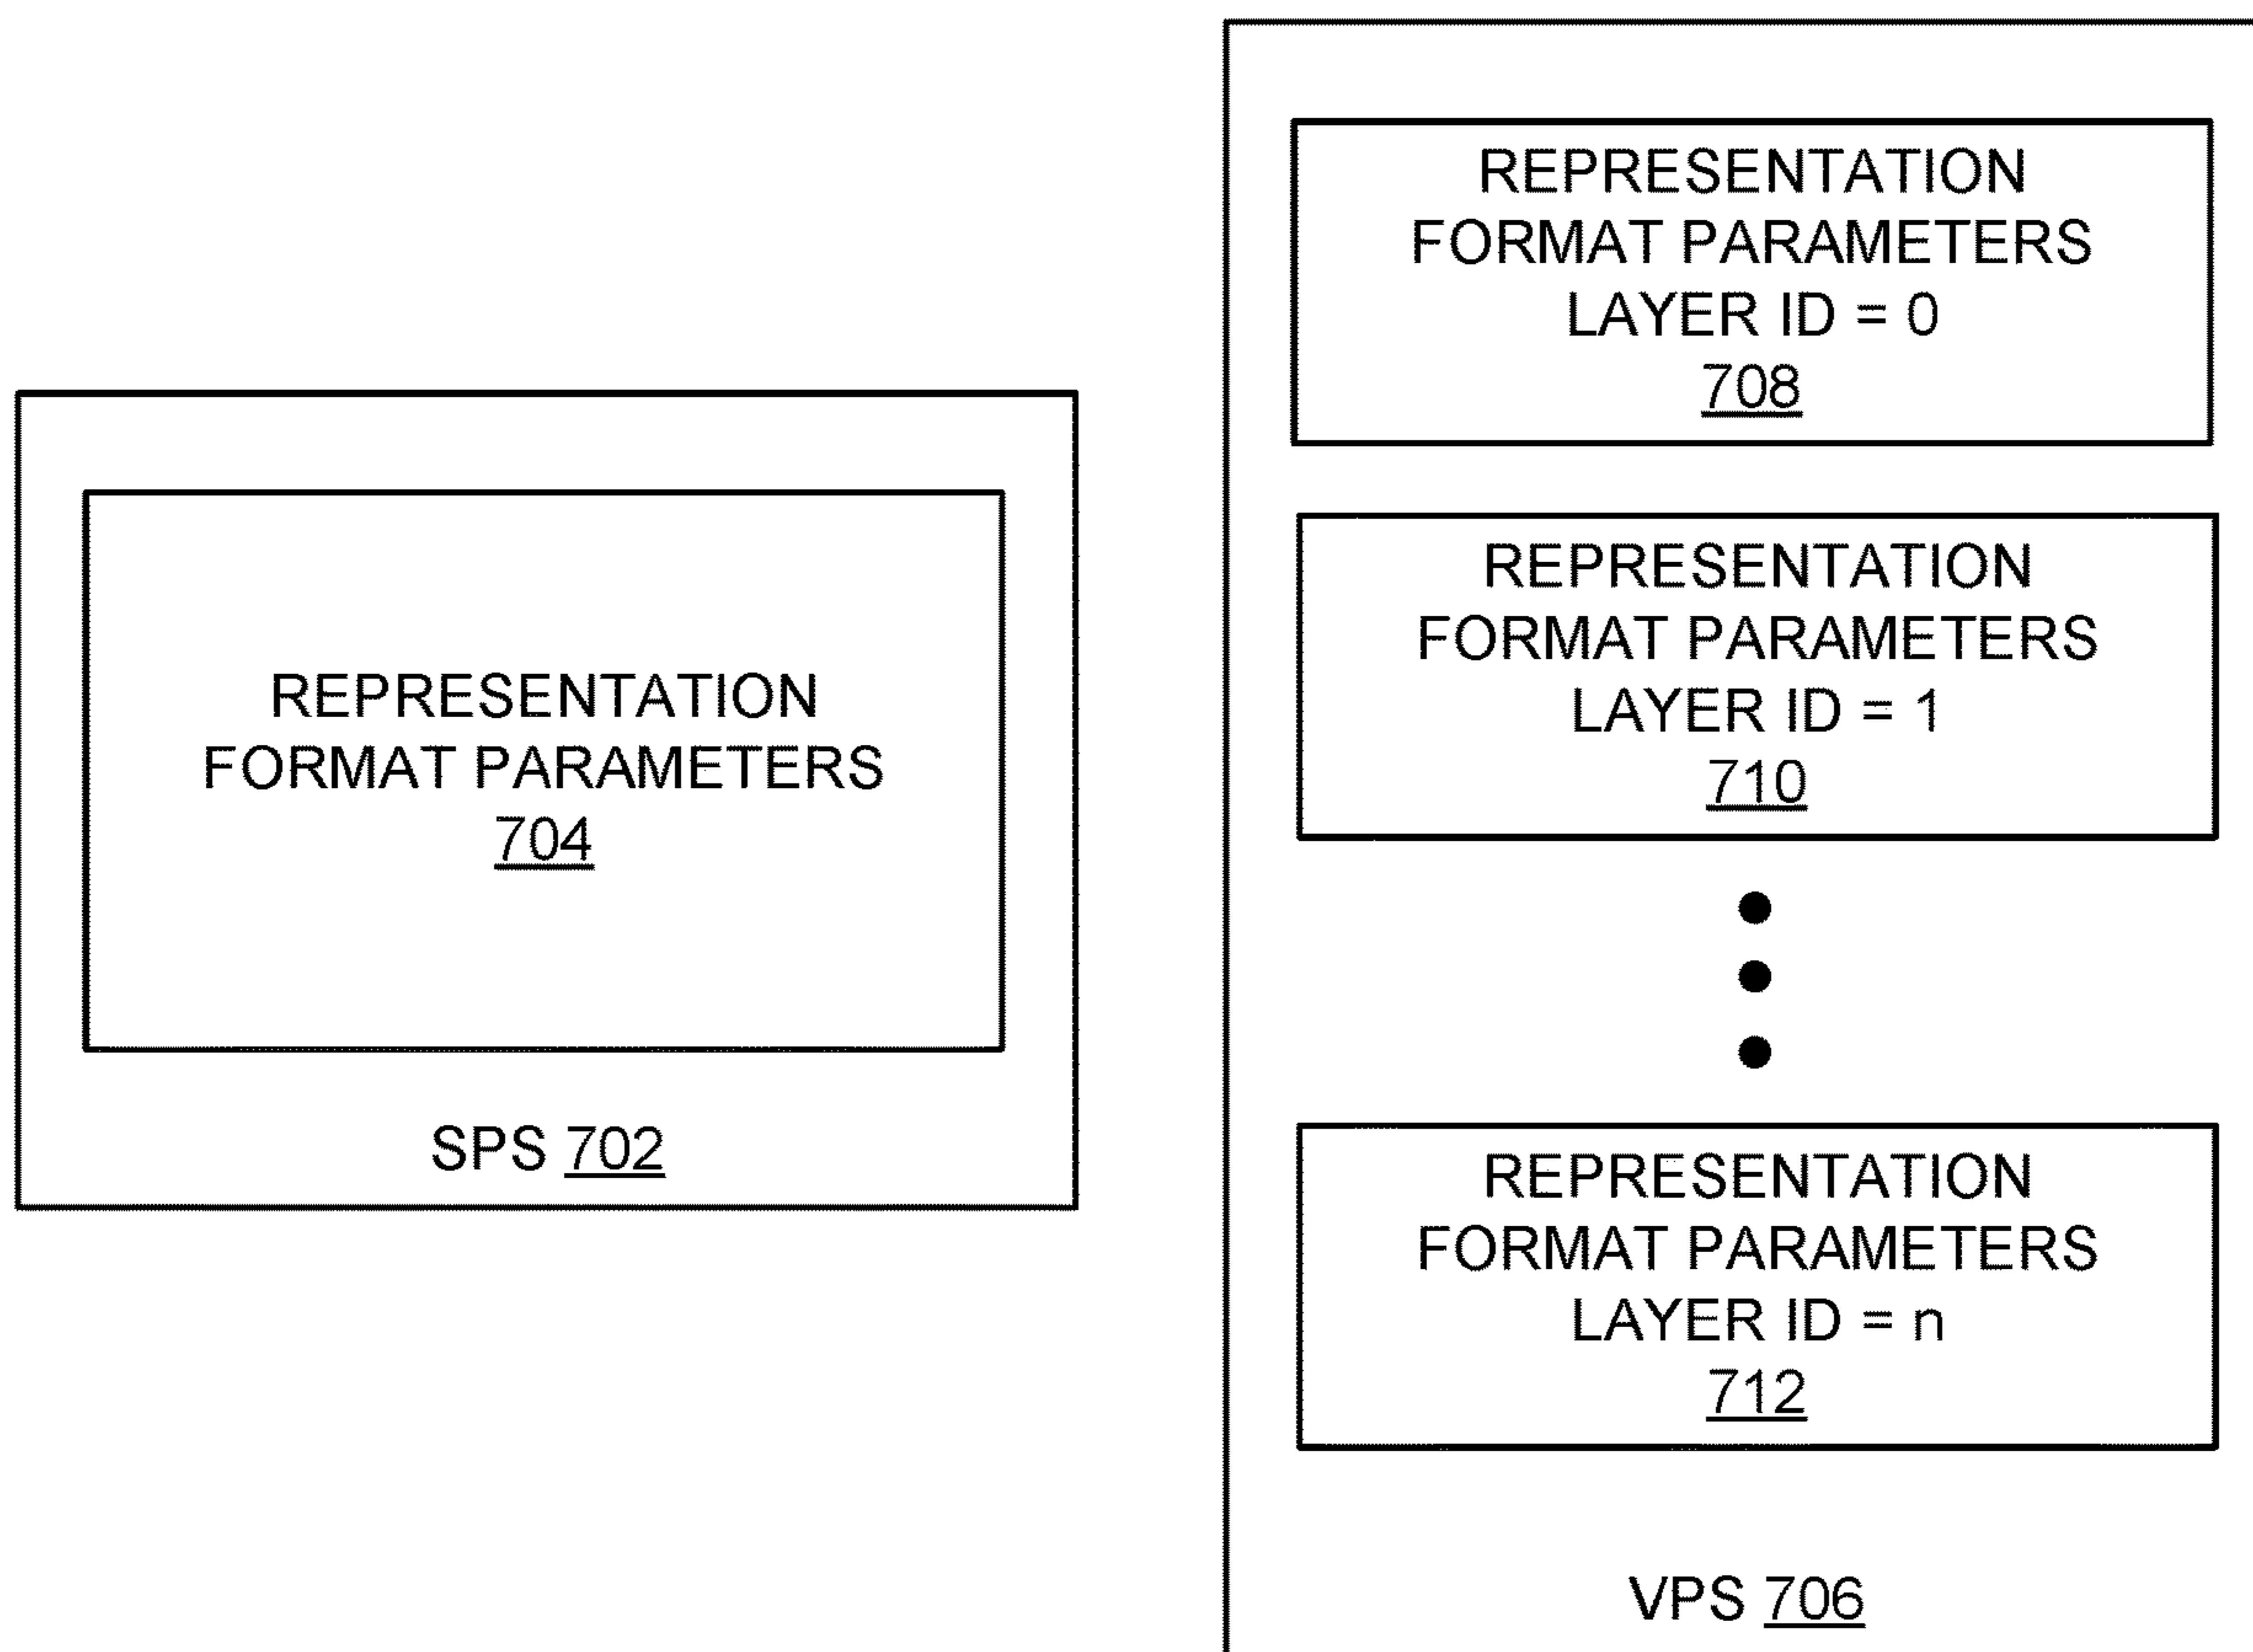 REPRESENTATION
FORMAT PARAMETERS
704
SPS 702
REPRESENTATION
FORMAT PARAMETERS
LAYER ID = 0
708
REPRESENTATION
FORMAT PARAMETERS
LAYER ID = 1
710
REPRESENTATION
FORMAT PARAMETERS
LAYER ID = n
712
VPS 706